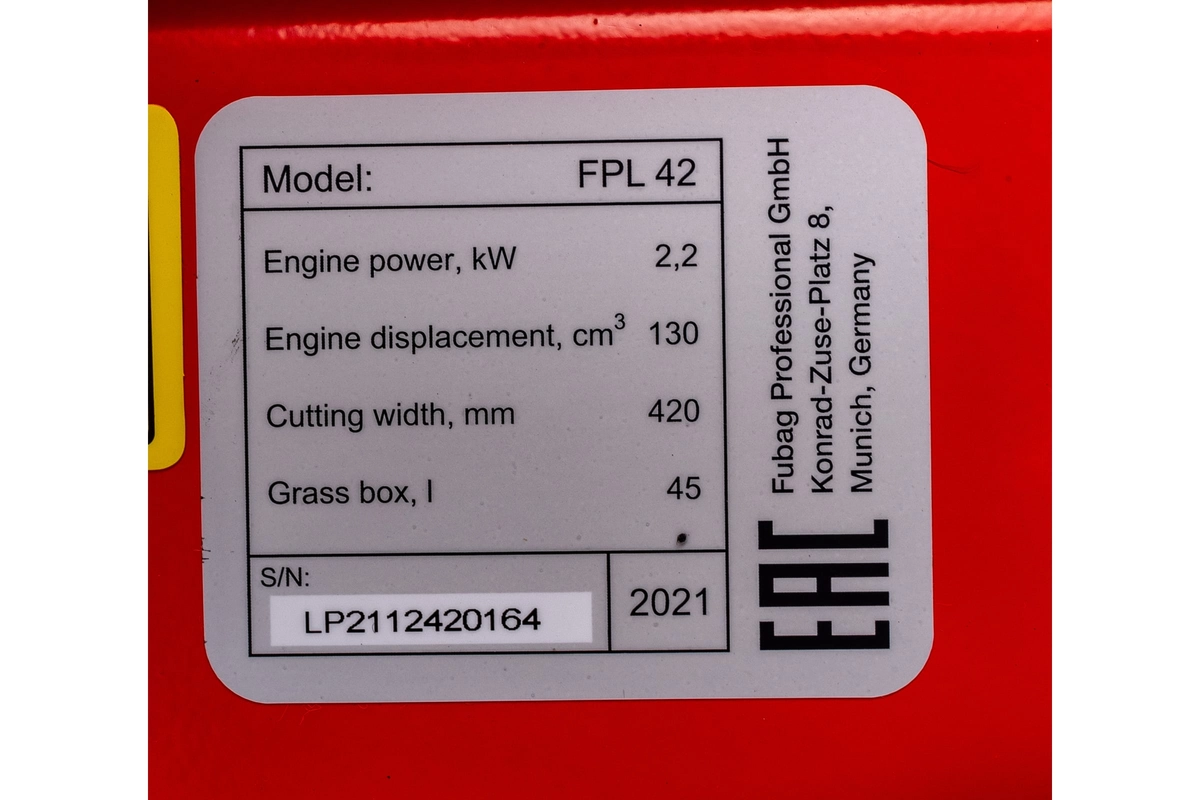 Model: FPL 42
Engine power, kW 2,2
Engine displacement, cm³ 130
Cutting width, mm 420
Grass box, l 45
S/N:
LP2112420164
2021
Fubag Professional GmbH
Konrad-Zuse-Platz 8,
Munich, Germany
EAC